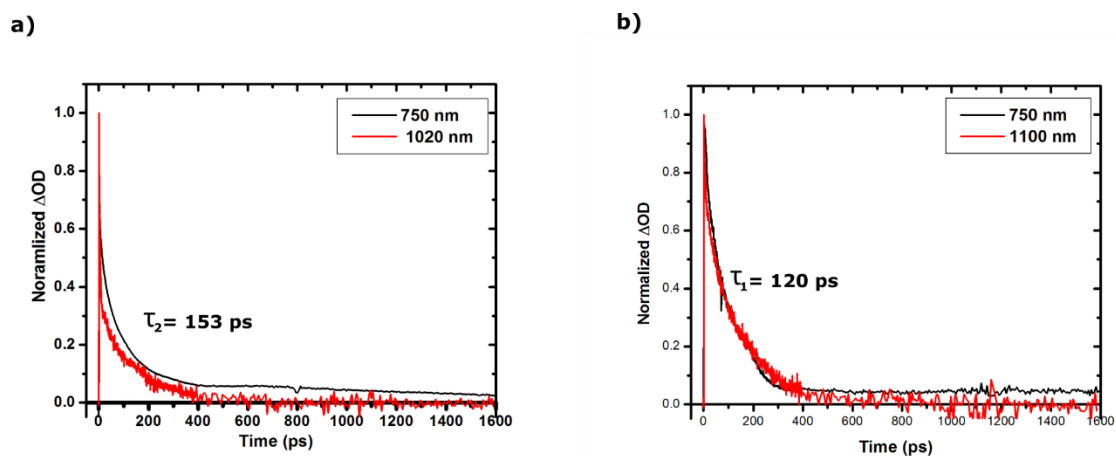 a)
Noramlized ΔOD
1.0
0.8
0.6
0.4
0.2
0.0
750 nm
1020 nm
τ2= 153 ps
0 200 400 600 800 1000 1200 1400 1600
Time (ps)
b)
Normalized ΔOD
1.0
0.8
0.6
0.4
0.2
0.0
750 nm
1100 nm
τ1= 120 ps
0 200 400 600 800 1000 1200 1400 1600
Time (ps)